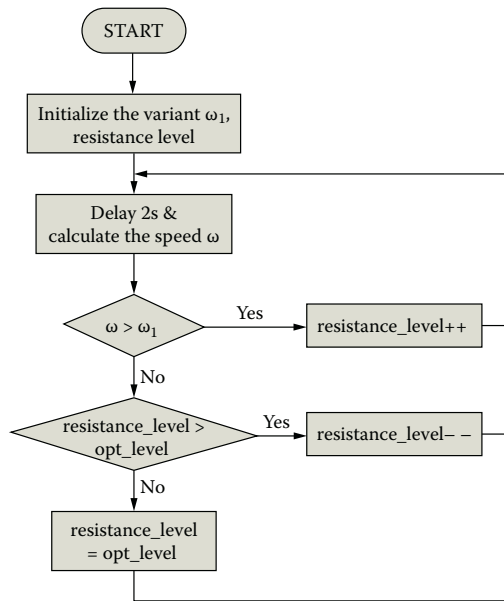 START
Initialize the variant ω₁,
resistance level
Delay 2s &
calculate the speed ω
ω > ω₁
Yes
resistance_level++
No
resistance_level >
opt_level
Yes
resistance_level– –
No
resistance_level
= opt_level